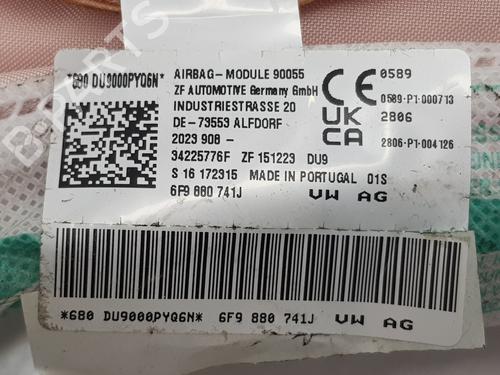 *680 DU9000PYQ6N*
AIRBAG-MODULE 90055
ZF AUTOMOTIVE Germany GmbH
INDUSTRIESTRASSE 20
DE-73553 ALFDORF
2023 908 -
34225776F ZF 151223 DU9
S 16 172315 MADE IN PORTUGAL 01S
6F9 880 741J VW AG
CE 0589
0589-P1-000713
UK CA 2806
2806-P1-004126
*680 DU9000PYQ6N* 6F9 880 741J VW AG